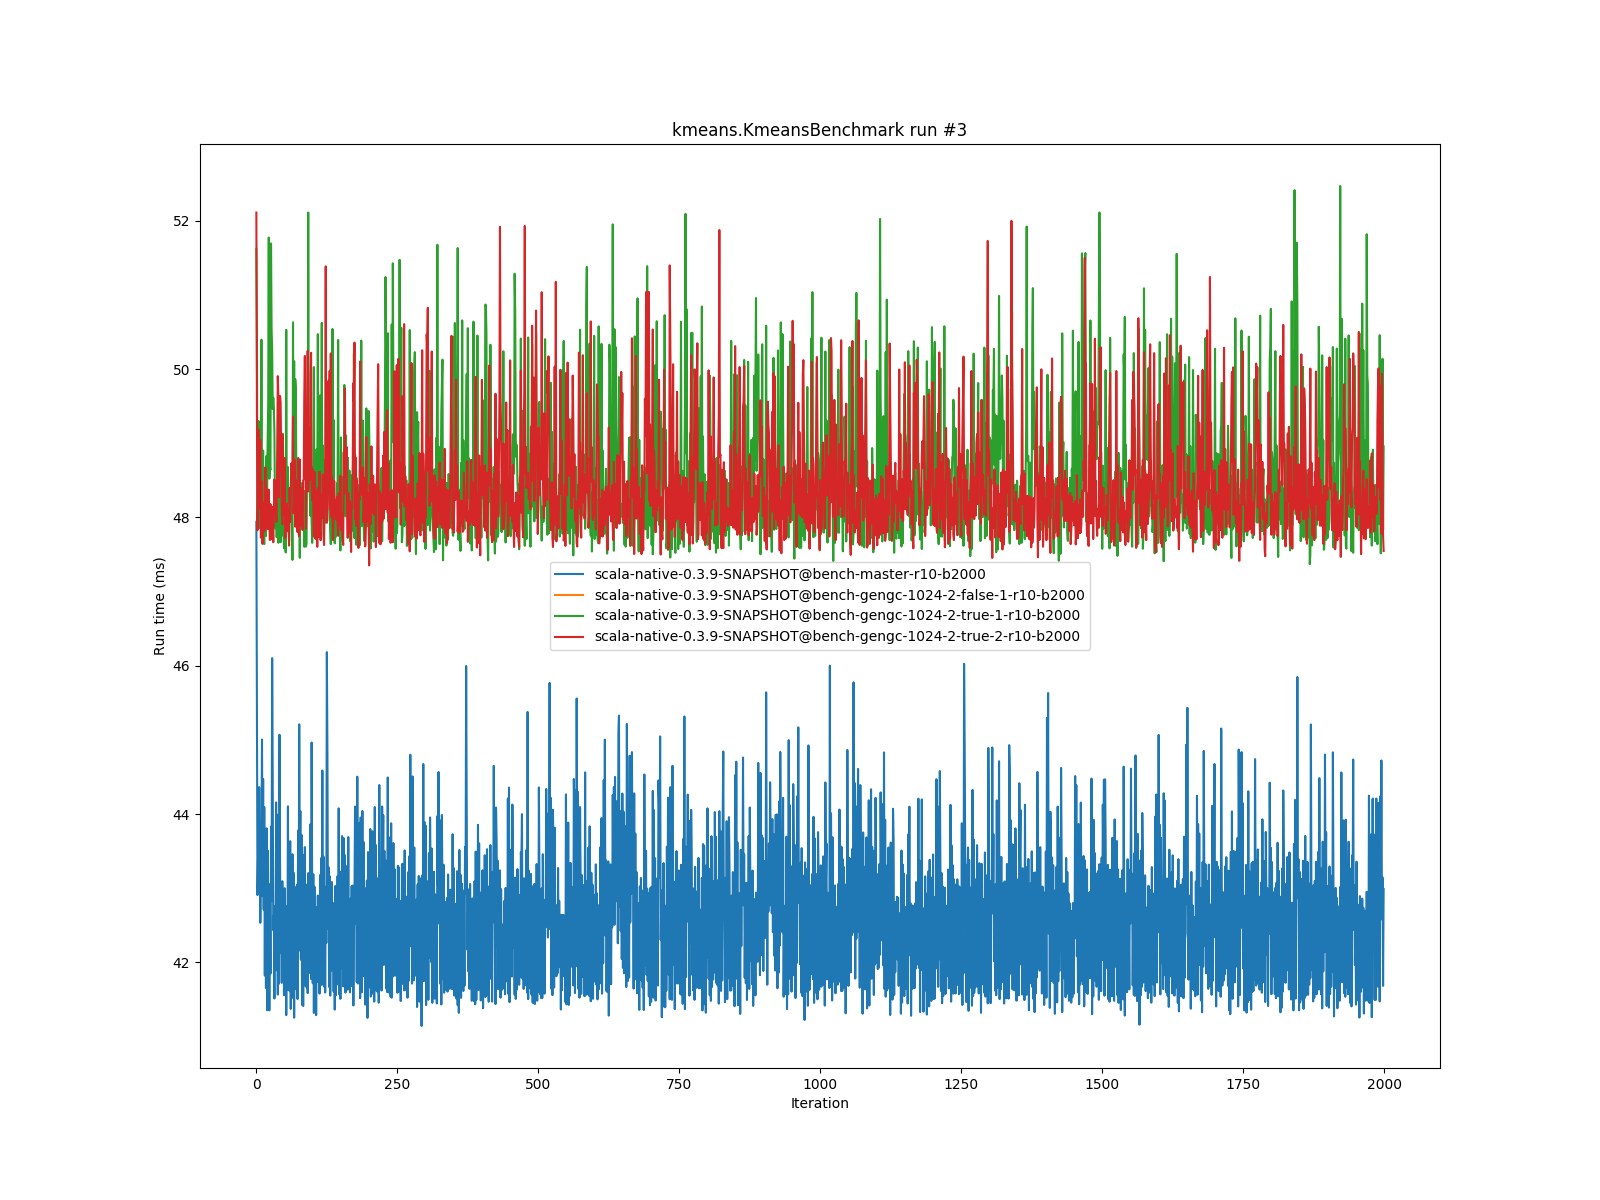 kmeans.KmeansBenchmark run #3
52
50
48
46
44
42
Run time (ms)
scala-native-0.3.9-SNAPSHOT@bench-master-r10-b2000
scala-native-0.3.9-SNAPSHOT@bench-gengc-1024-2-false-1-r10-b2000
scala-native-0.3.9-SNAPSHOT@bench-gengc-1024-2-true-1-r10-b2000
scala-native-0.3.9-SNAPSHOT@bench-gengc-1024-2-true-2-r10-b2000
0 250 500 750 1000 1250 1500 1750 2000
Iteration